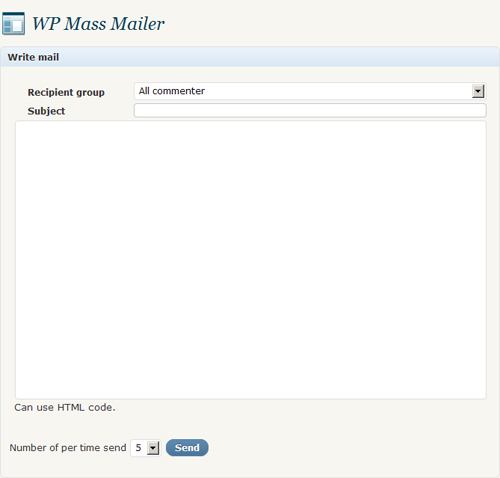 WP Mass Mailer
Write mail
Recipient group All commenter
Subject
Can use HTML code.
Number of per time send 5 Send